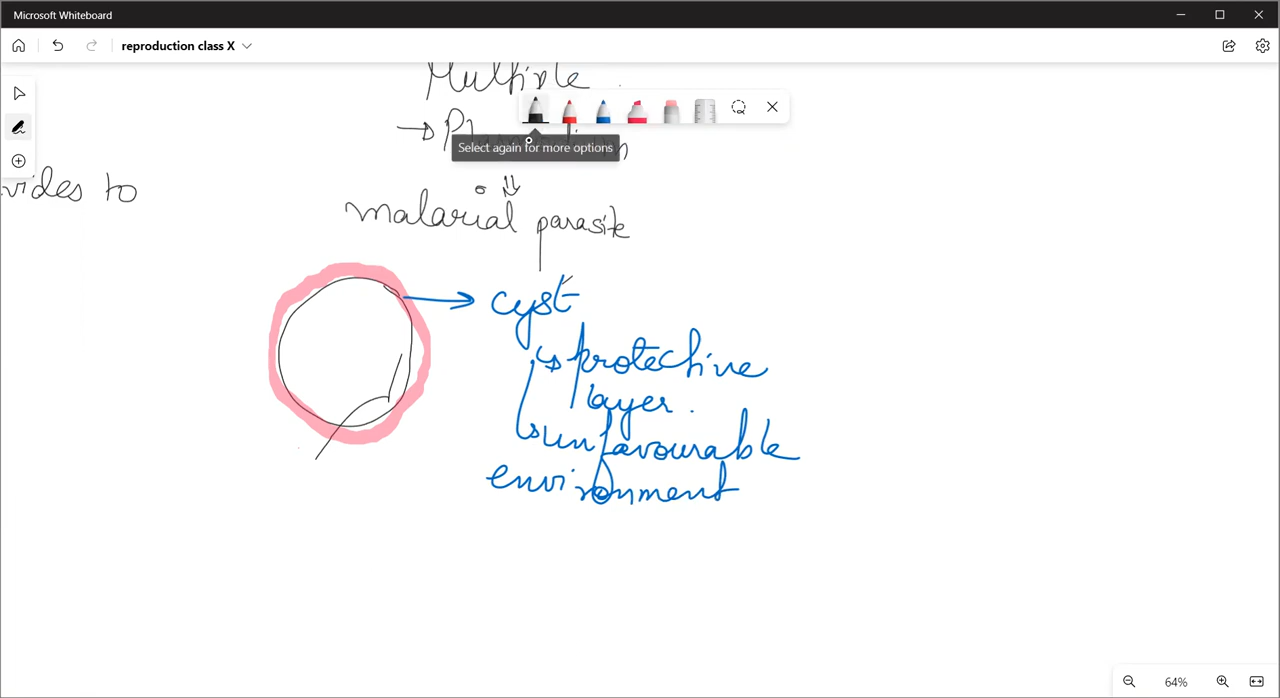 Microsoft Whiteboard
reproduction class X
Multiple
Select again for more options
vides to
malarial parasite
cyst
protective
layer.
unfavourable
environment
64%